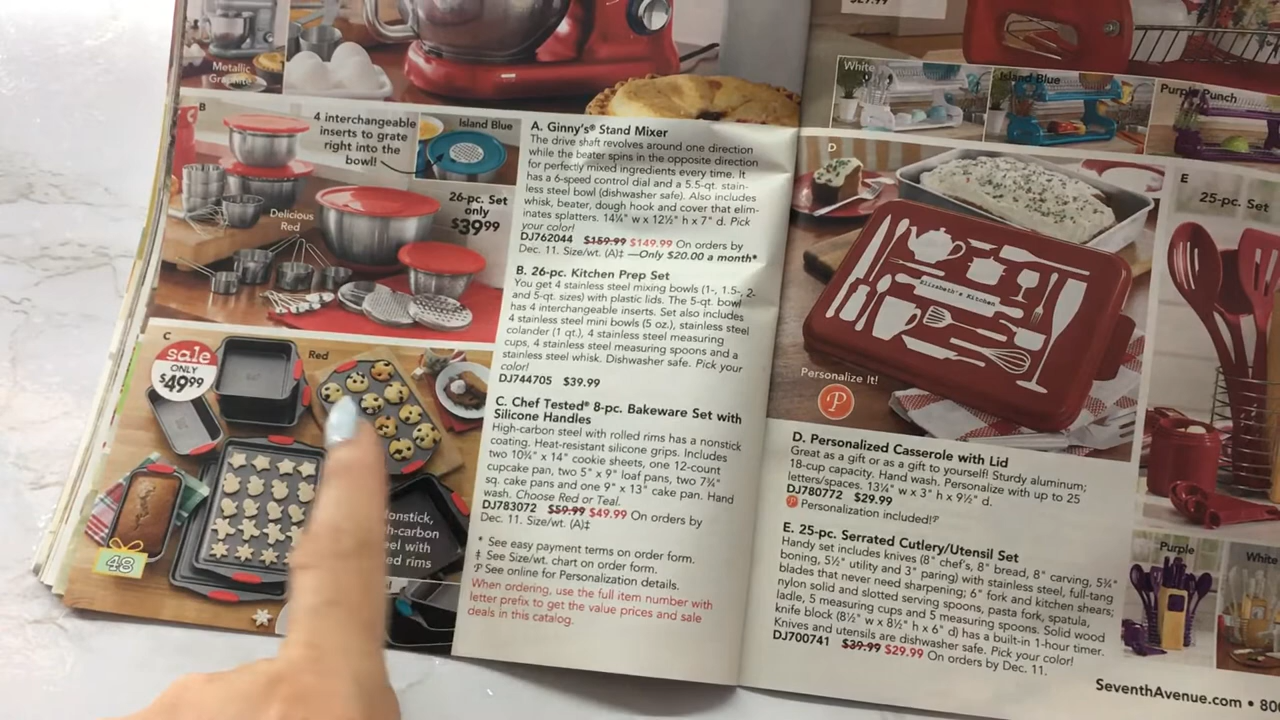 $29.99
White
Island Blue
Purple Punch
Metallic
Graphite
B
4 interchangeable
inserts to grate
right into the
bowl!
Island Blue
Delicious
Red
26-pc. Set
only
$39.99
C
sale
ONLY
$49.99
Red
48
A. Ginny's® Stand Mixer
The drive shaft revolves around one direction
while the beater spins in the opposite direction
for perfectly mixed ingredients every time. It
has a 6-speed control dial and a 5.5-qt. stain-
less steel bowl (dishwasher safe). Also includes
whisk, beater, dough hook and cover that elim-
inates splatters. 14¼" w x 12½" h x 7" d. Pick
your color!
DJ762044 $159.99 $149.99 On orders by
Dec. 11. Size/wt. (A)‡ —Only $20.00 a month*
B. 26-pc. Kitchen Prep Set
You get 4 stainless steel mixing bowls (1-, 1.5-, 2-
and 5-qt. sizes) with plastic lids. The 5-qt. bowl
has 4 interchangeable inserts. Set also includes
4 stainless steel mini bowls (5 oz.), stainless steel
colander (1 qt.), 4 stainless steel measuring
cups, 4 stainless steel measuring spoons and a
stainless steel whisk. Dishwasher safe. Pick your
color!
DJ744705 $39.99
C. Chef Tested® 8-pc. Bakeware Set with
Silicone Handles
High-carbon steel with rolled rims has a nonstick
coating. Heat-resistant silicone grips. Includes
two 10¾" x 14" cookie sheets, one 12-count
cupcake pan, two 5" x 9" loaf pans, two 7¾"
sq. cake pans and one 9" x 13" cake pan. Hand
wash. Choose Red or Teal.
DJ783072 $59.99 $49.99 On orders by
Dec. 11. Size/wt. (A)‡
* See easy payment terms on order form.
‡ See Size/wt. chart on order form.
See online for Personalization details.
When ordering, use the full item number with
letter prefix to get the value prices and sale
deals in this catalog.
onstick,
h-carbon
eel with
ed rims
D
Elizabeth's Kitchen
Personalize It!
P
D. Personalized Casserole with Lid
Great as a gift or as a gift to yourself! Sturdy aluminum;
18-cup capacity. Hand wash. Personalize with up to 25
letters/spaces. 13¼" w x 3" h x 9½" d.
DJ780772 $29.99
P Personalization included!
E. 25-pc. Serrated Cutlery/Utensil Set
Handy set includes knives (8" chef's, 8" bread, 8" carving, 5¾"
boning, 5½" utility and 3" paring) with stainless steel, full-tang
blades that never need sharpening; 6" fork and kitchen shears;
nylon solid and slotted serving spoons, pasta fork, spatula,
ladle, 5 measuring cups and 5 measuring spoons. Solid wood
knife block (8½" w x 8½" h x 6" d) has a built-in 1-hour timer.
Knives and utensils are dishwasher safe. Pick your color!
DJ700741 $39.99 $29.99 On orders by Dec. 11.
E
25-pc. Set
Purple
White
SeventhAvenue.com • 80